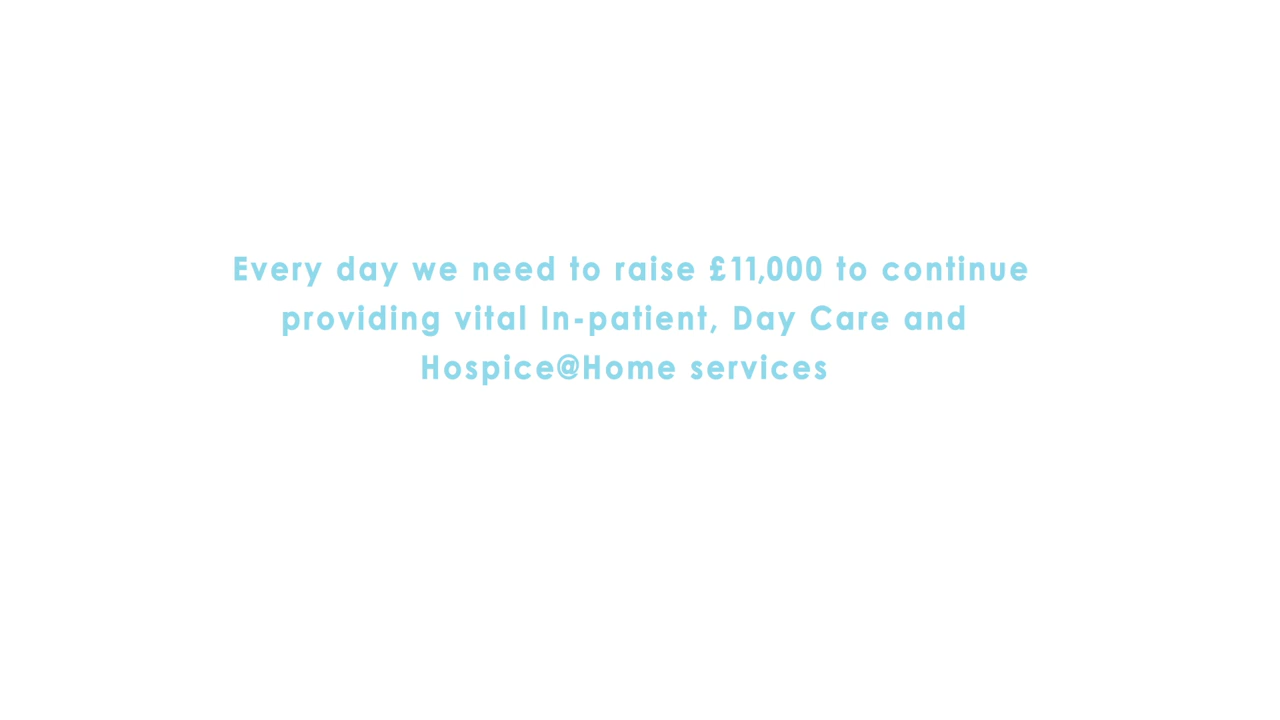 Every day we need to raise £11,000 to continue
providing vital In-patient, Day Care and
Hospice@Home services